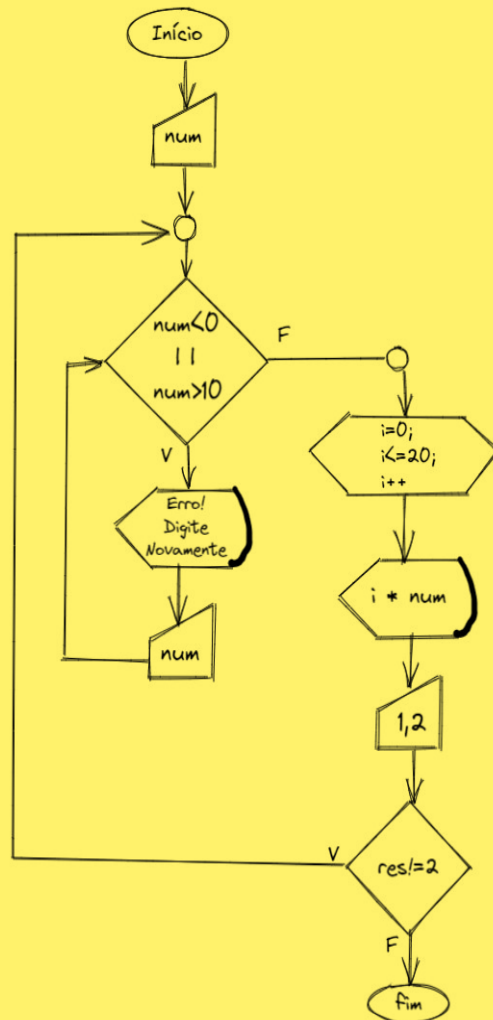 Início
num
num<0
||
num>10
F
V
Erro!
Digite
Novamente
num
i=0;
i<=20;
i++
i * num
1,2
V
res!=2
F
fim